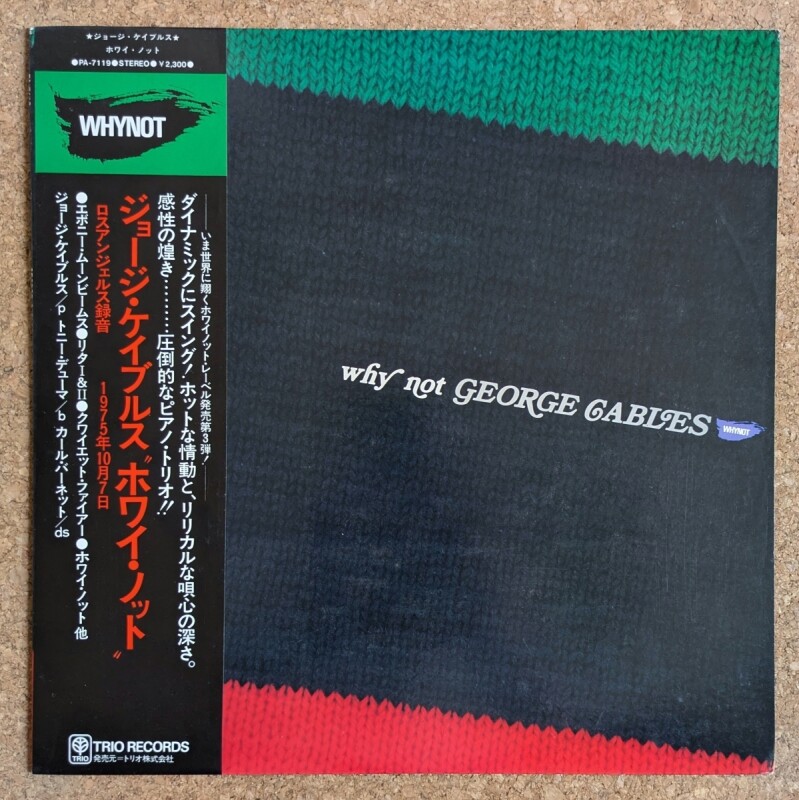 ★ジョージ・ケイブルス★
ホワイ・ノット
●PA-7119●STEREO●￥2,300●
WHYNOT
──いま世界に翔くホワイノット・レーベル発売第3弾！──
ダイナミックにスイング！ホットな情動と、リリカルな唄心の深さ。
感性の煌き………圧倒的なピアノ・トリオ!!
ジョージ・ケイブルス〝ホワイ・ノット〟
ロスアンジェルス録音　1975年10月7日
●エボニー・ムーンビームス●リタⅠ&Ⅱ●クワイエット・ファイアー●ホワイ・ノット 他
ジョージ・ケイブルス/p トニー・デューマ/b カール・バーネット/ds
TRIO
TRIO RECORDS
発売元=トリオ株式会社
why not GEORGE CABLES
WHYNOT